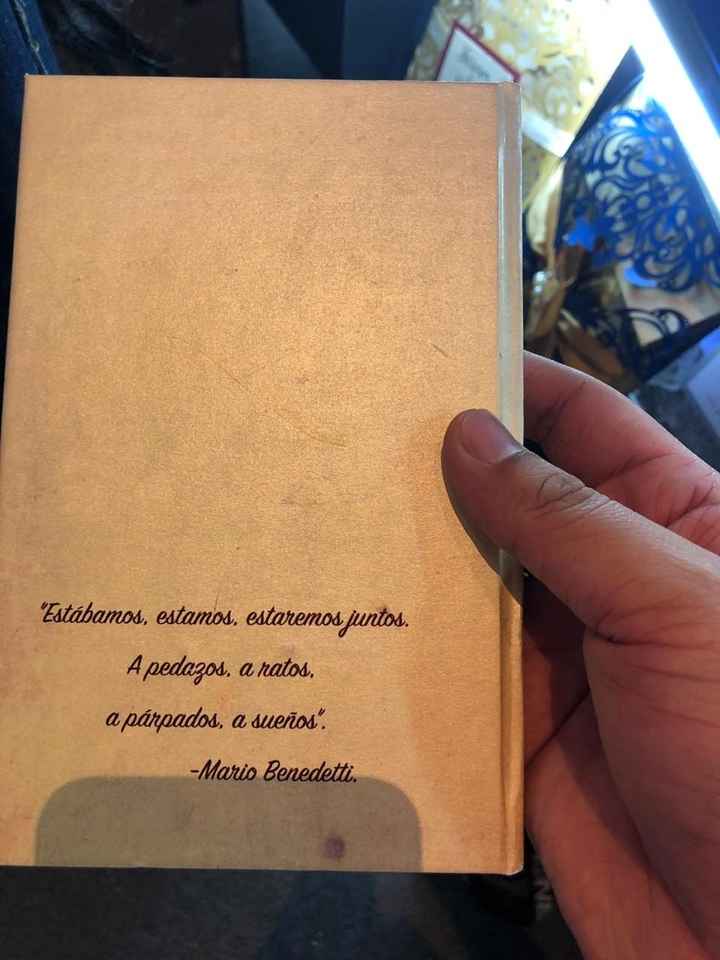 "Estábamos, estamos, estaremos juntos.
A pedazos, a ratos,
a párpados, a sueños".
-Mario Benedetti.